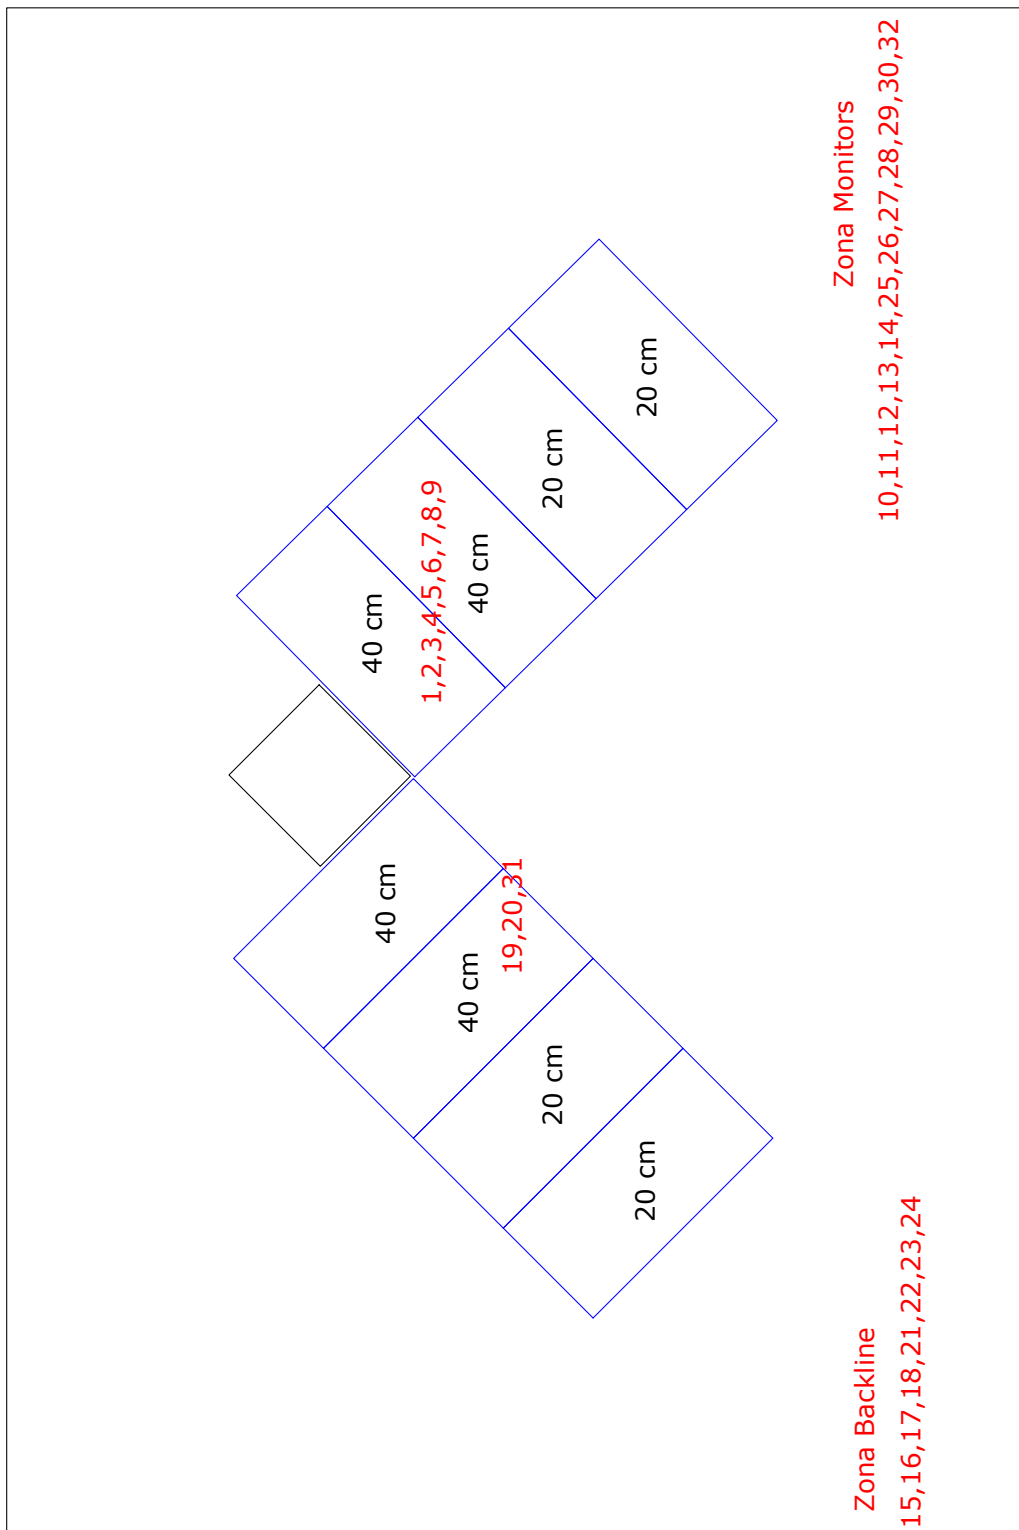 40 cm
40 cm
1,2,3,4,5,6,7,8,9
40 cm
40 cm
19,20,31
20 cm
20 cm
20 cm
20 cm
Zona Backline
15,16,17,18,21,22,23,24
Zona Monitors
10,11,12,13,14,25,26,27,28,29,30,32